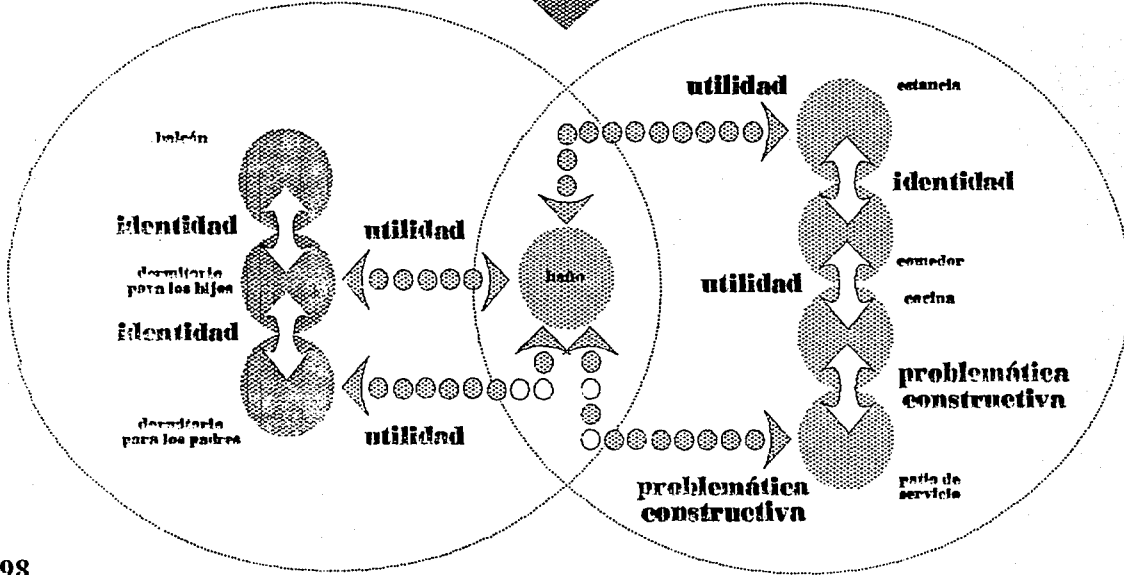 balcón
identidad
dormitorio
para los hijos
identidad
dormitorio
para los padres
utilidad
utilidad
baño
utilidad
estancia
identidad
comedor
utilidad
cocina
problemática
constructiva
patio de
servicio
problemática
constructiva
98